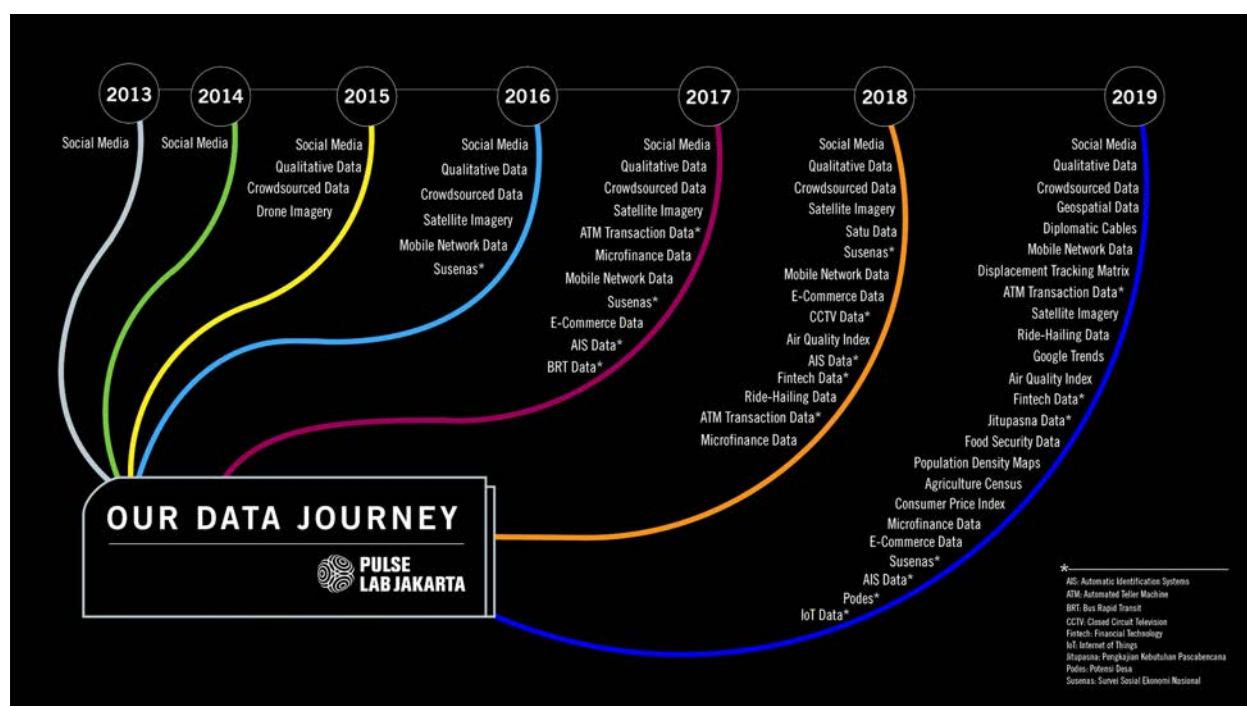 2013
2014
2015
2016
2017
2018
2019
Social Media
Social Media
Social Media
Qualitative Data
Crowdsourced Data
Drone Imagery
Social Media
Qualitative Data
Crowdsourced Data
Satellite Imagery
Mobile Network Data
Susenas*
Social Media
Qualitative Data
Crowdsourced Data
Satellite Imagery
ATM Transaction Data*
Microfinance Data
Mobile Network Data
Susenas*
E-Commerce Data
AIS Data*
BRT Data*
Social Media
Qualitative Data
Crowdsourced Data
Satellite Imagery
Satu Data
Susenas*
Mobile Network Data
E-Commerce Data
CCTV Data*
Air Quality Index
AIS Data*
Fintech Data*
Ride-Hailing Data
ATM Transaction Data*
Microfinance Data
Social Media
Qualitative Data
Crowdsourced Data
Geospatial Data
Diplomatic Cables
Mobile Network Data
Displacement Tracking Matrix
ATM Transaction Data*
Satellite Imagery
Ride-Hailing Data
Google Trends
Air Quality Index
Fintech Data*
Jitupasna Data*
Food Security Data
Population Density Maps
Agriculture Census
Consumer Price Index
Microfinance Data
E-Commerce Data
Susenas*
AIS Data*
Podes*
IoT Data*
OUR DATA JOURNEY
PULSE
LAB JAKARTA
*
AIS: Automatic Identification Systems
ATM: Automated Teller Machine
BRT: Bus Rapid Transit
CCTV: Closed Circuit Television
Fintech: Financial Technology
IoT: Internet of Things
Jitupasna: Pengkajian Kebutuhan Pascabencana
Podes: Potensi Desa
Susenas: Survei Sosial Ekonomi Nasional